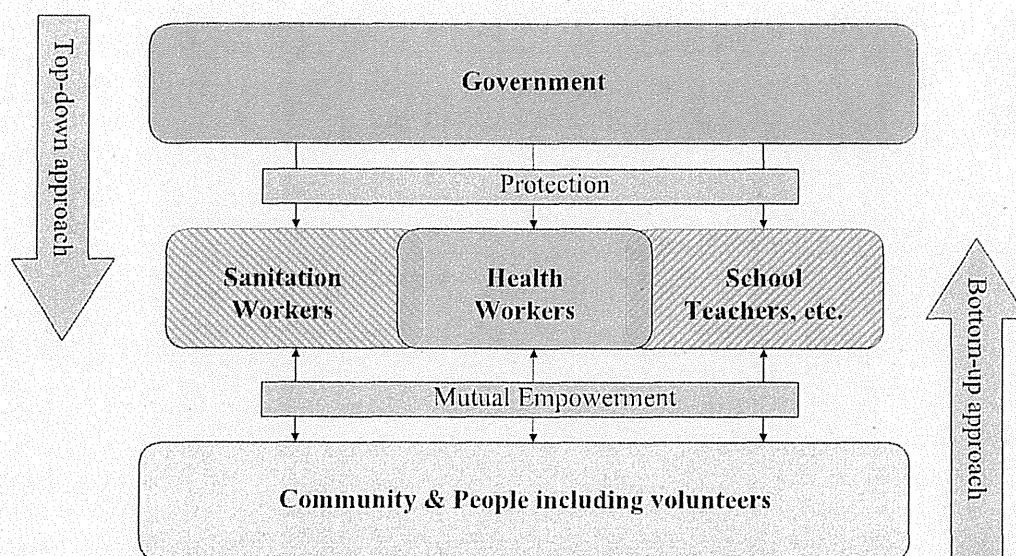 Top-down approach
Government
Protection
Sanitation
Workers
Health
Workers
School
Teachers, etc.
Mutual Empowerment
Community & People including volunteers
Bottom-up approach